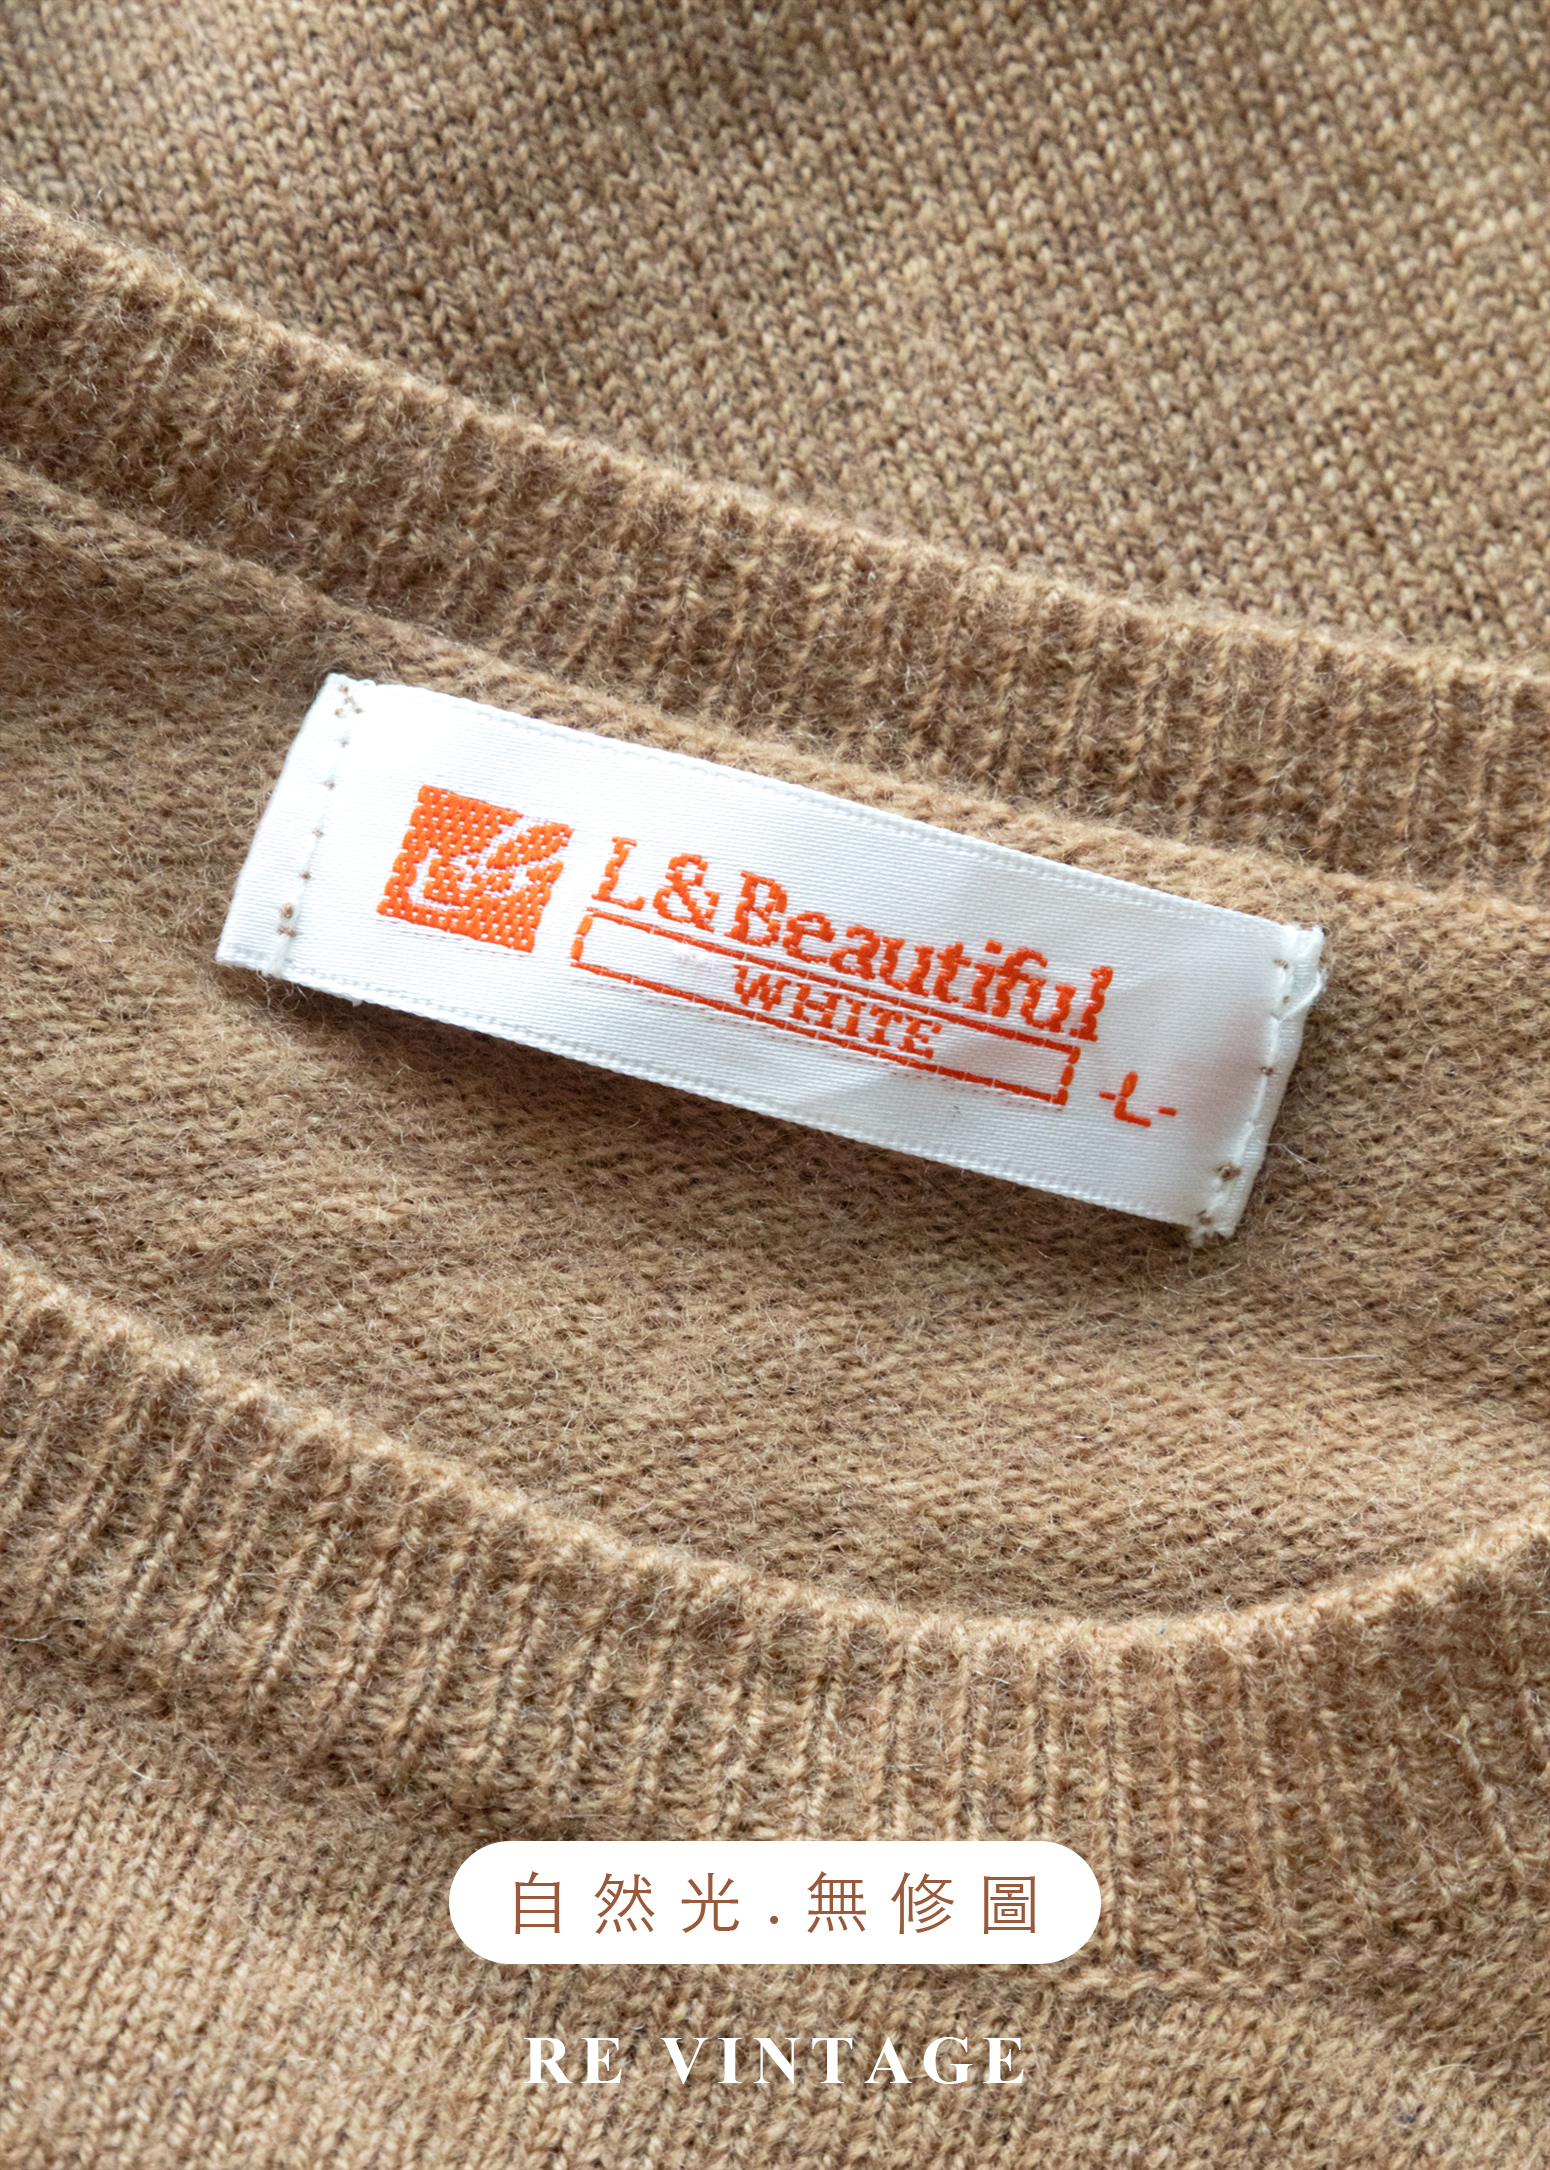 L&Beautiful
WHITE
-L-
自然光.無修圖
RE VINTAGE